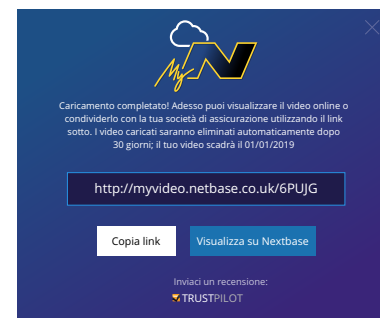 My N
Caricamento completato! Adesso puoi visualizzare il video online o
condividerlo con la tua società di assicurazione utilizzando il link
sotto. I video caricati saranno eliminati automaticamente dopo
30 giorni; il tuo video scadrà il 01/01/2019
http://myvideo.netbase.co.uk/6PUJG
Copia link
Visualizza su Nextbase
Inviaci un recensione:
TRUSTPILOT